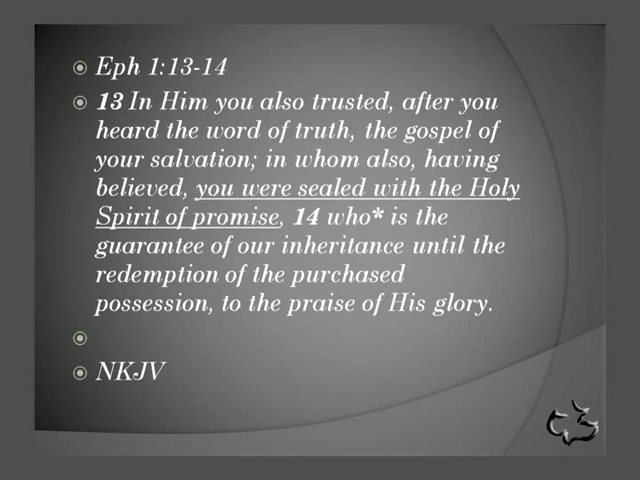 Eph 1:13-14
13 In Him you also trusted, after you
heard the word of truth, the gospel of
your salvation; in whom also, having
believed, you were sealed with the Holy
Spirit of promise, 14 who* is the
guarantee of our inheritance until the
redemption of the purchased
possession, to the praise of His glory.
NKJV